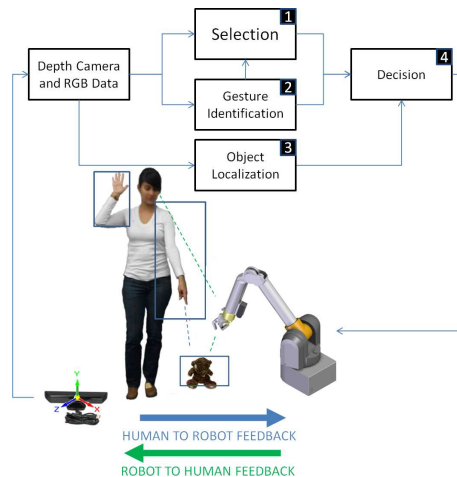 1
Selection
4
Depth Camera
and RGB Data
Decision
2
Gesture
Identification
3
Object
Localization
Y
Z
X
HUMAN TO ROBOT FEEDBACK
ROBOT TO HUMAN FEEDBACK